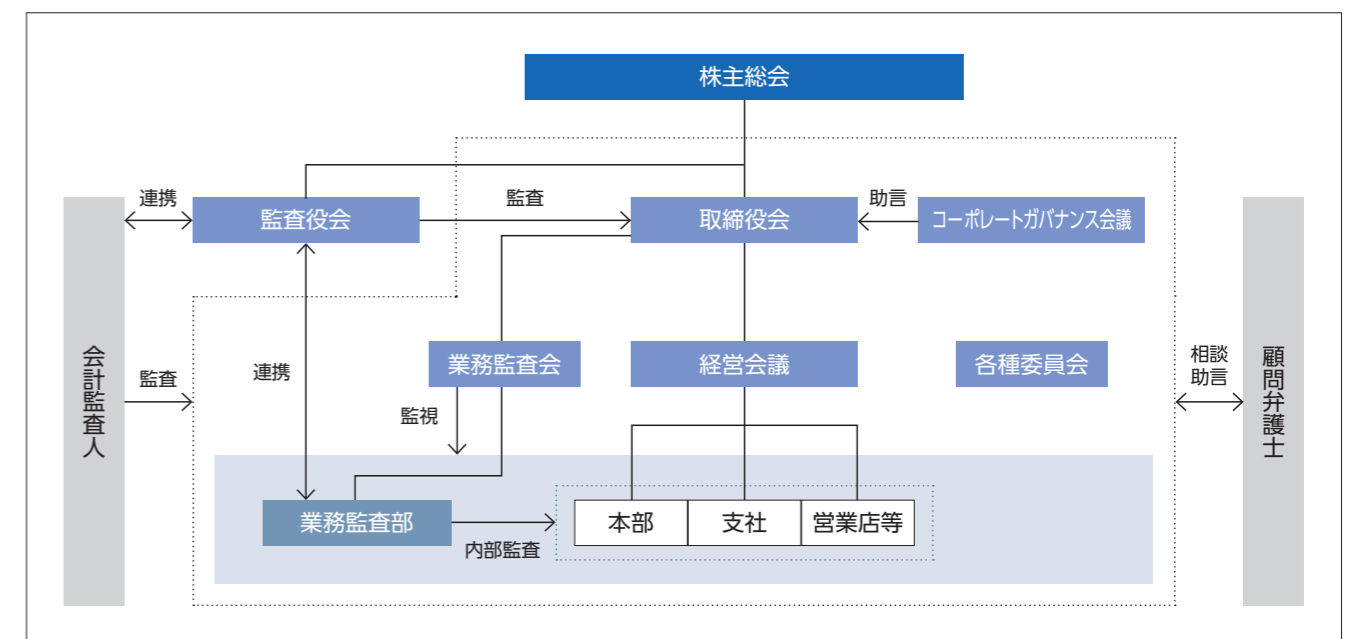 株主総会
連携
監査役会
監査
取締役会
助言
コーポレートガバナンス会議
会計監査人
監査
連携
業務監査会
経営会議
各種委員会
相談
助言
顧問弁護士
監視
業務監査部
内部監査
本部
支社
営業店等